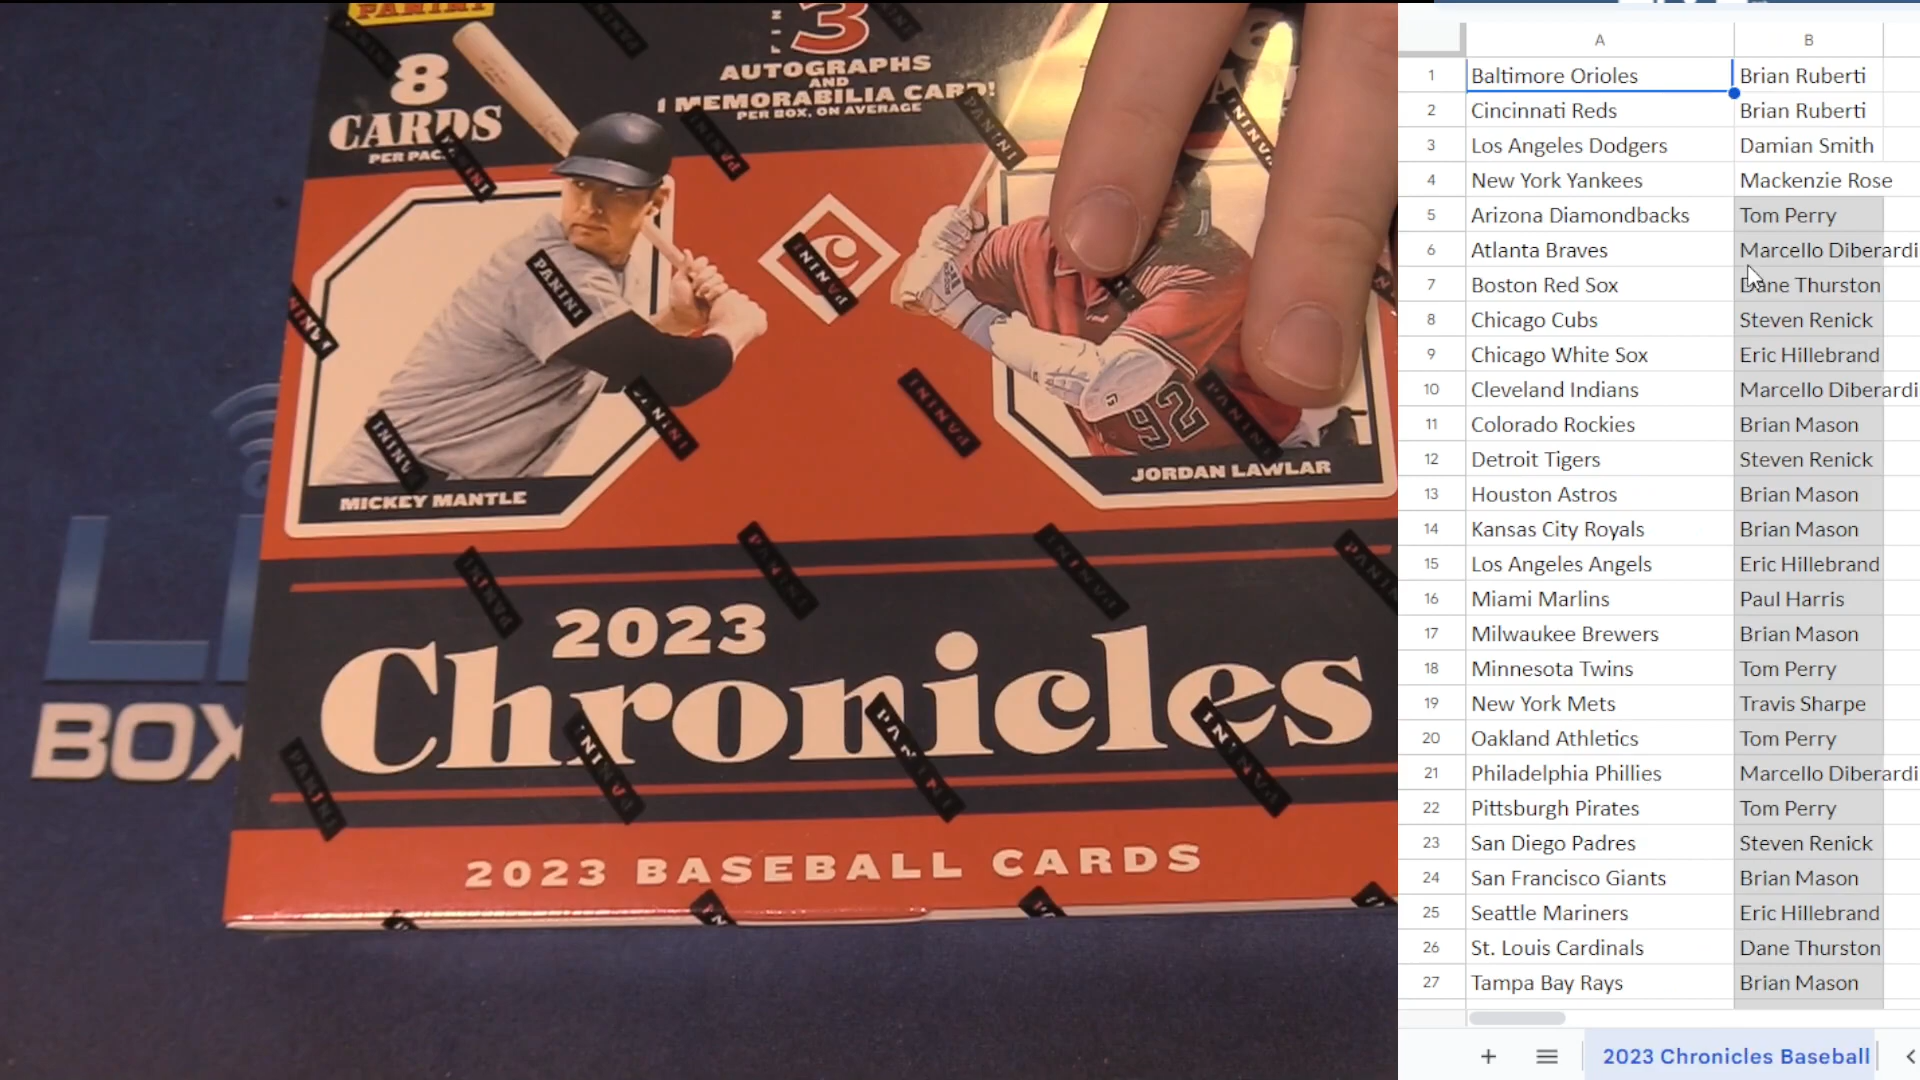 PANINI
8
CARDS
PER PAC
3
AUTOGRAPHS
AND
1 MEMORABILIA CARD!
PER BOX, ON AVERAGE
C
PANINI
92
MICKEY MANTLE
JORDAN LAWLAR
2023
Chronicles
2023 BASEBALL CARDS
BOX
A B
1 Baltimore Orioles Brian Ruberti
2 Cincinnati Reds Brian Ruberti
3 Los Angeles Dodgers Damian Smith
4 New York Yankees Mackenzie Rose
5 Arizona Diamondbacks Tom Perry
6 Atlanta Braves Marcello Diberardi
7 Boston Red Sox Dane Thurston
8 Chicago Cubs Steven Renick
9 Chicago White Sox Eric Hillebrand
10 Cleveland Indians Marcello Diberardi
11 Colorado Rockies Brian Mason
12 Detroit Tigers Steven Renick
13 Houston Astros Brian Mason
14 Kansas City Royals Brian Mason
15 Los Angeles Angels Eric Hillebrand
16 Miami Marlins Paul Harris
17 Milwaukee Brewers Brian Mason
18 Minnesota Twins Tom Perry
19 New York Mets Travis Sharpe
20 Oakland Athletics Tom Perry
21 Philadelphia Phillies Marcello Diberardi
22 Pittsburgh Pirates Tom Perry
23 San Diego Padres Steven Renick
24 San Francisco Giants Brian Mason
25 Seattle Mariners Eric Hillebrand
26 St. Louis Cardinals Dane Thurston
27 Tampa Bay Rays Brian Mason
2023 Chronicles Baseball